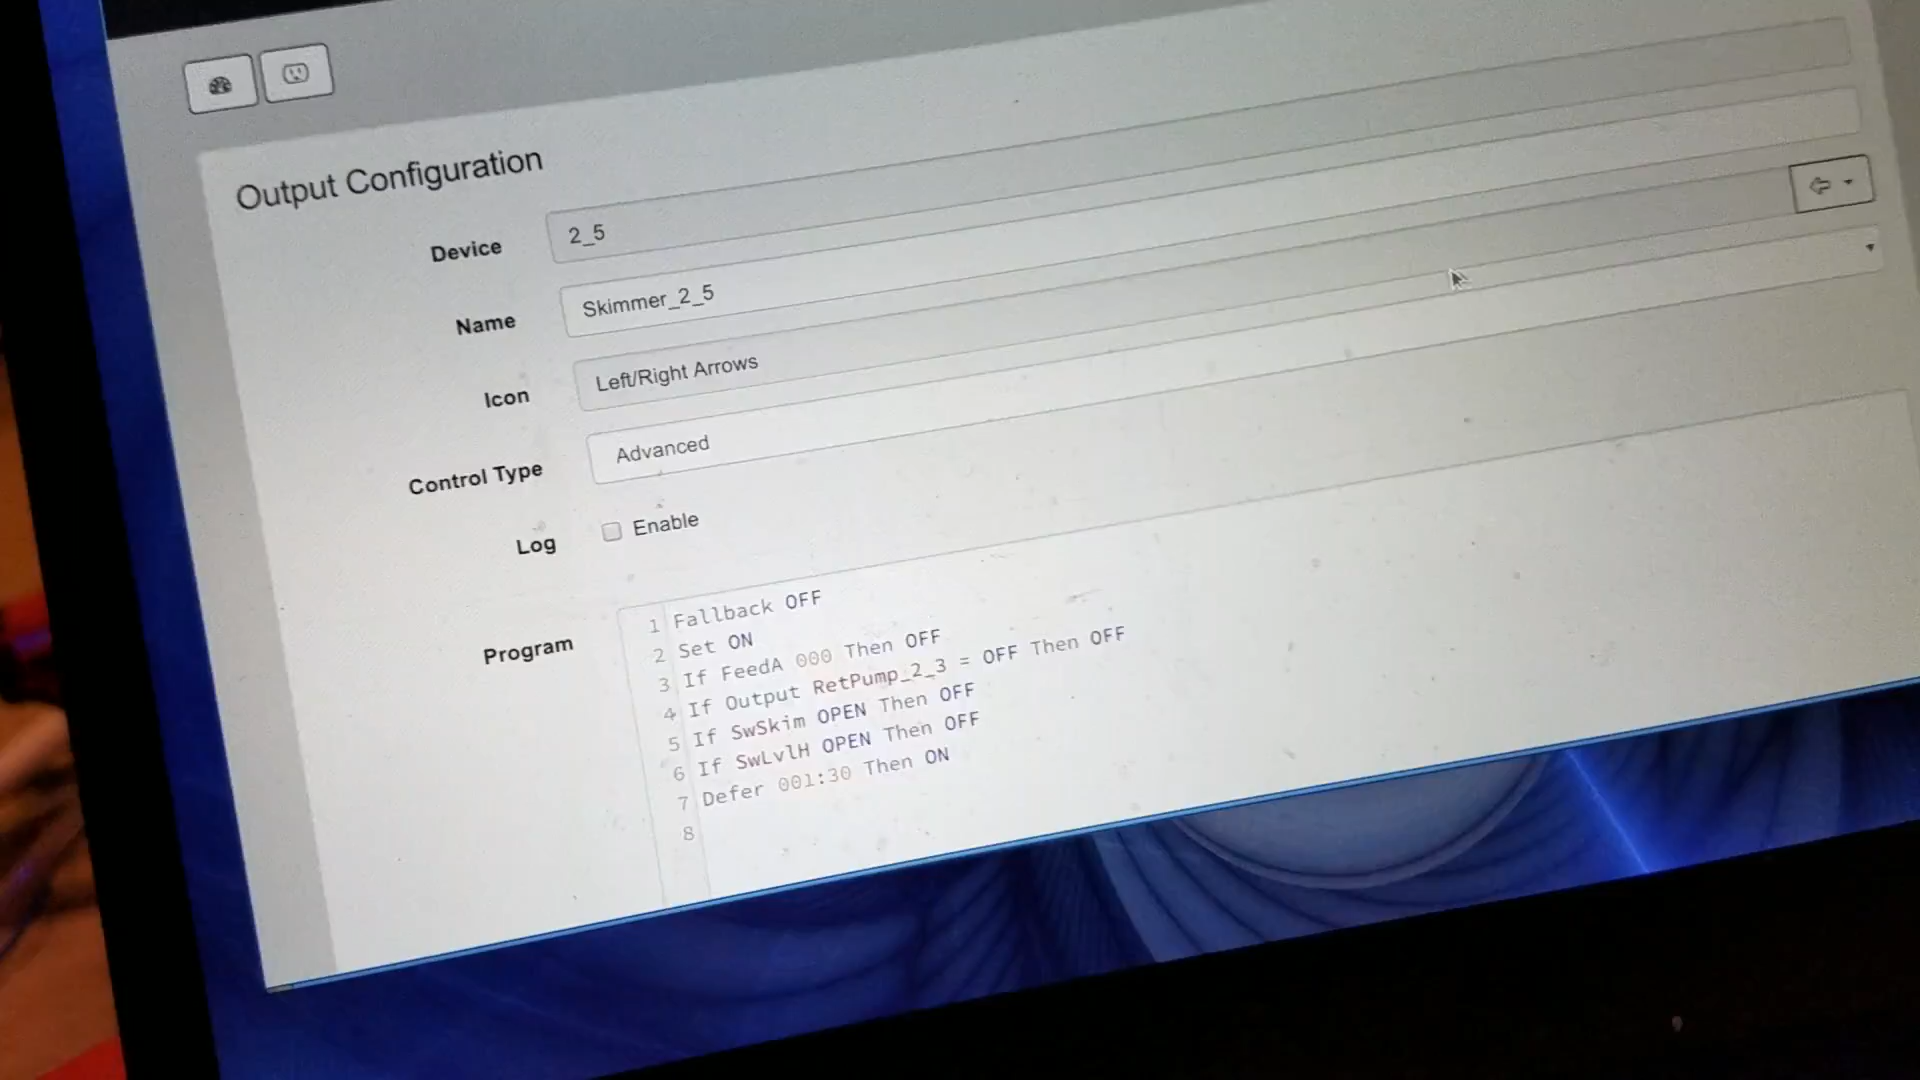 Output Configuration
Device 2_5
Name Skimmer_2_5
Icon Left/Right Arrows
Control Type Advanced
Log Enable
Program
1 Fallback OFF
2 Set ON
3 If FeedA 000 Then OFF
4 If Output RetPump_2_3 = OFF Then OFF
5 If SwSkim OPEN Then OFF
6 If SwLvlH OPEN Then OFF
7 Defer 001:30 Then ON
8